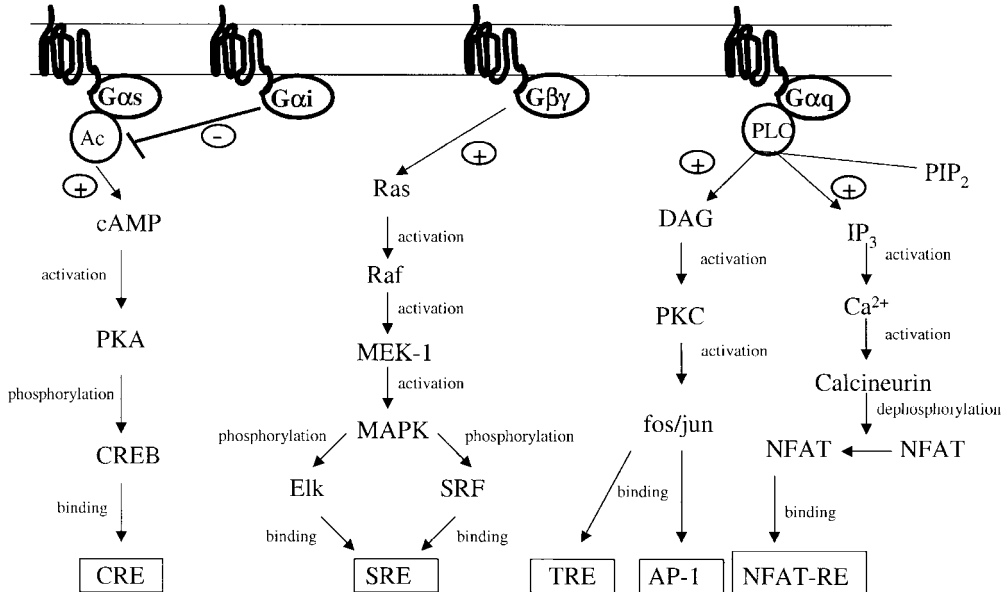 Gαs
Gαi
Gβγ
Gαq
Ac
-
+
PLC
+
+
+
PIP2
cAMP
Ras
DAG
IP3
activation
activation
activation
activation
Raf
Ca2+
PKA
activation
PKC
activation
MEK-1
activation
activation
Calcineurin
phosphorylation
dephosphorylation
phosphorylation
MAPK
phosphorylation
fos/jun
CREB
NFAT
NFAT
Elk
SRF
binding
binding
binding
binding
binding
CRE
SRE
TRE
AP-1
NFAT-RE